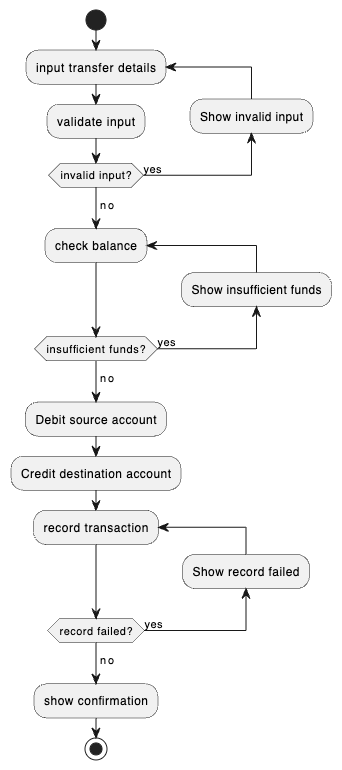 input transfer details
validate input
Show invalid input
invalid input?
yes
no
check balance
Show insufficient funds
insufficient funds?
yes
no
Debit source account
Credit destination account
record transaction
Show record failed
record failed?
yes
no
show confirmation